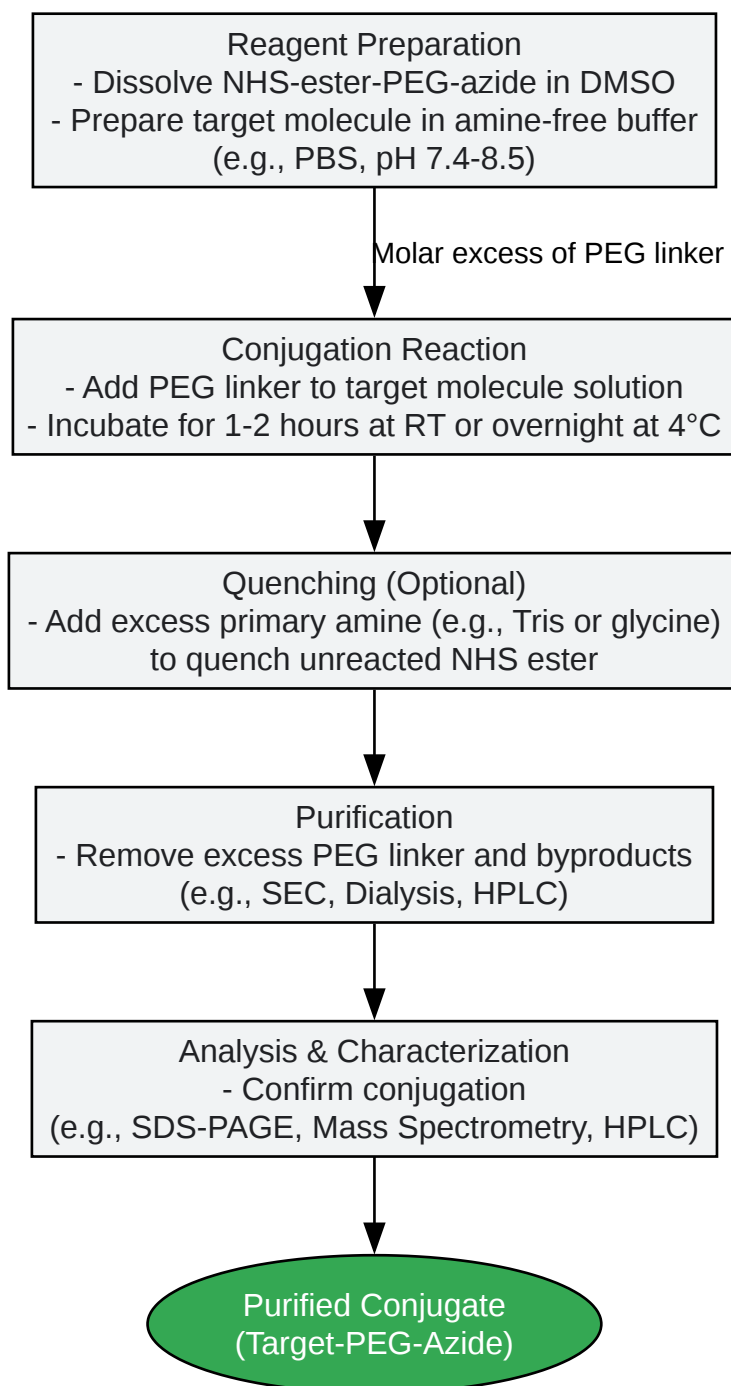 Reagent Preparation
- Dissolve NHS-ester-PEG-azide in DMSO
- Prepare target molecule in amine-free buffer
(e.g., PBS, pH 7.4-8.5)
Molar excess of PEG linker
Conjugation Reaction
- Add PEG linker to target molecule solution
- Incubate for 1-2 hours at RT or overnight at 4°C
Quenching (Optional)
- Add excess primary amine (e.g., Tris or glycine)
to quench unreacted NHS ester
Purification
- Remove excess PEG linker and byproducts
(e.g., SEC, Dialysis, HPLC)
Analysis & Characterization
- Confirm conjugation
(e.g., SDS-PAGE, Mass Spectrometry, HPLC)
Purified Conjugate
(Target-PEG-Azide)